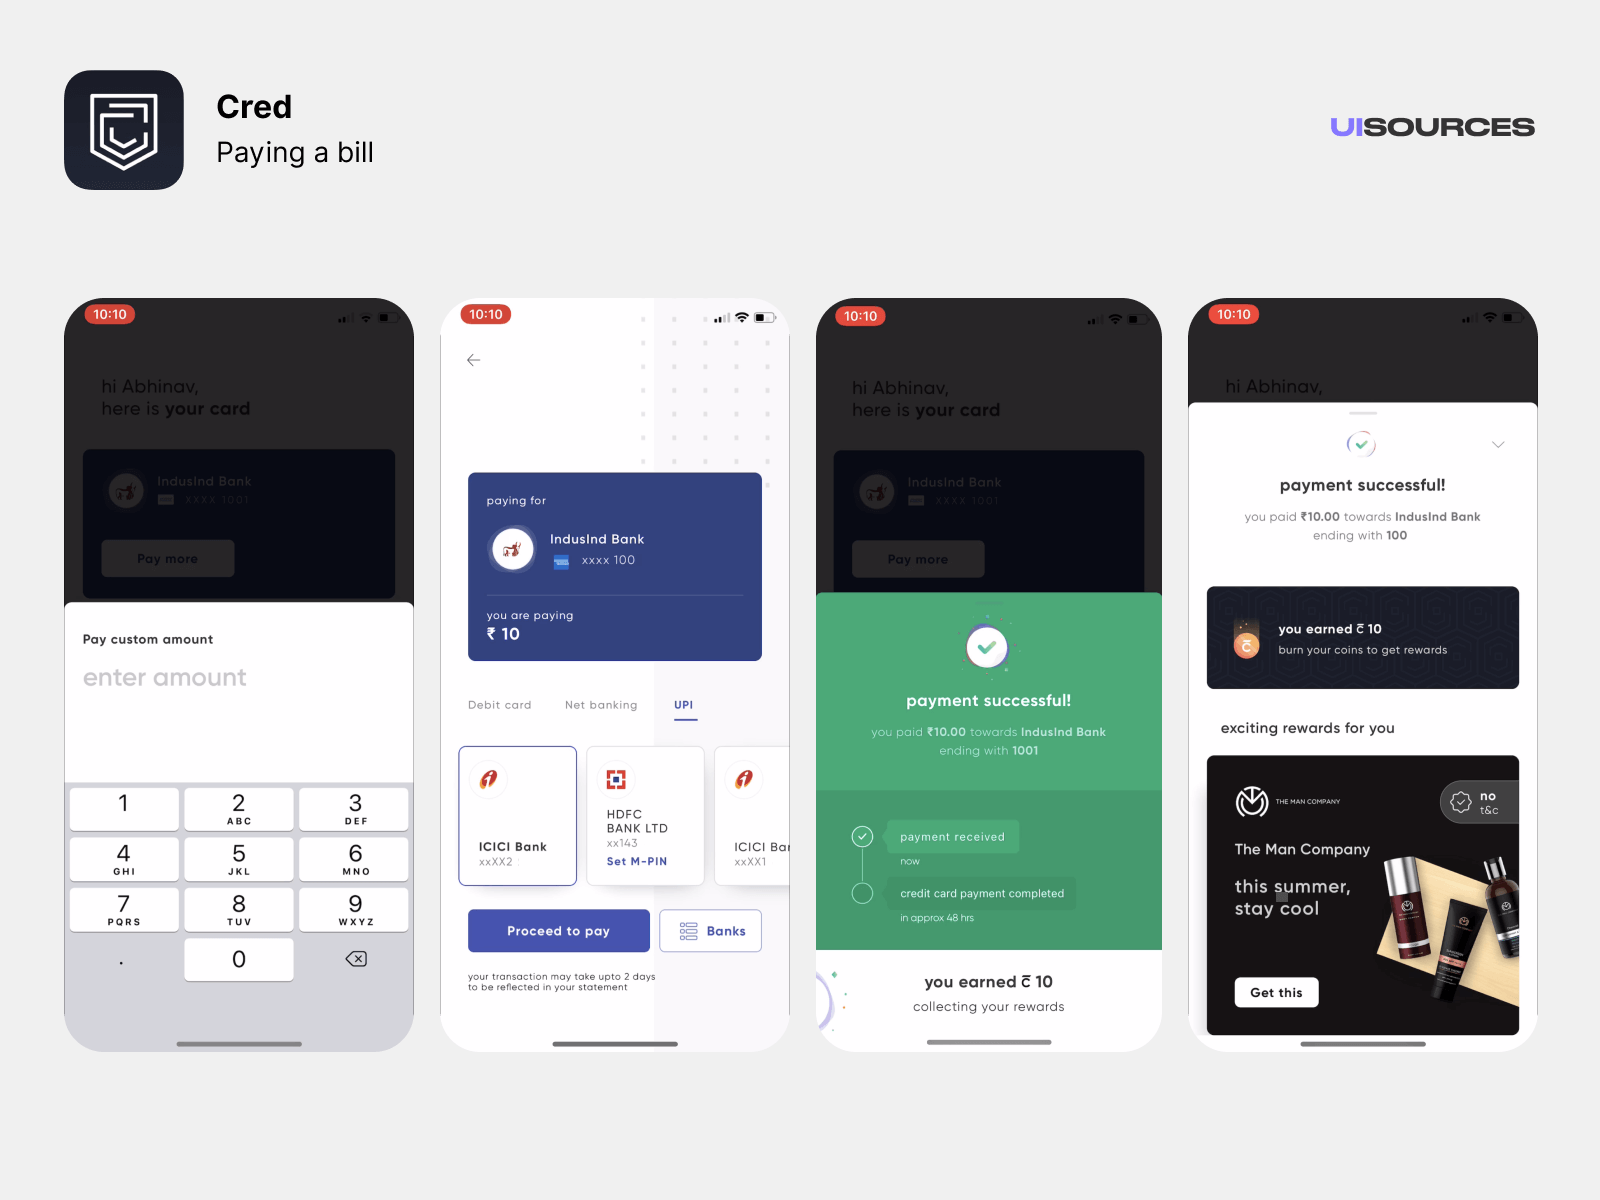 Cred
Paying a bill
UISOURCES
10:10
hi Abhinav,
here is your card
IndusInd Bank
XXXX 1001
Pay more
Pay custom amount
enter amount
1
2
ABC
3
DEF
4
GHI
5
JKL
6
MNO
7
PQRS
8
TUV
9
WXYZ
.
0
10:10
paying for
IndusInd Bank
xxxx 100
you are paying
₹ 10
Debit card
Net banking
UPI
ICICI Bank
xxXX2
HDFC
BANK LTD
xx143
Set M-PIN
ICICI Ban
xxXX1
Proceed to pay
Banks
your transaction may take upto 2 days
to be reflected in your statement
10:10
hi Abhinav,
here is your card
IndusInd Bank
XXXX 1001
Pay more
payment successful!
you paid ₹10.00 towards IndusInd Bank
ending with 1001
payment received
now
credit card payment completed
in approx 48 hrs
you earned c̅ 10
collecting your rewards
10:10
hi Abhinav,
payment successful!
you paid ₹10.00 towards IndusInd Bank
ending with 100
you earned c̅ 10
burn your coins to get rewards
exciting rewards for you
THE MAN COMPANY
no
t&c
The Man Company
this summer,
stay cool
Get this